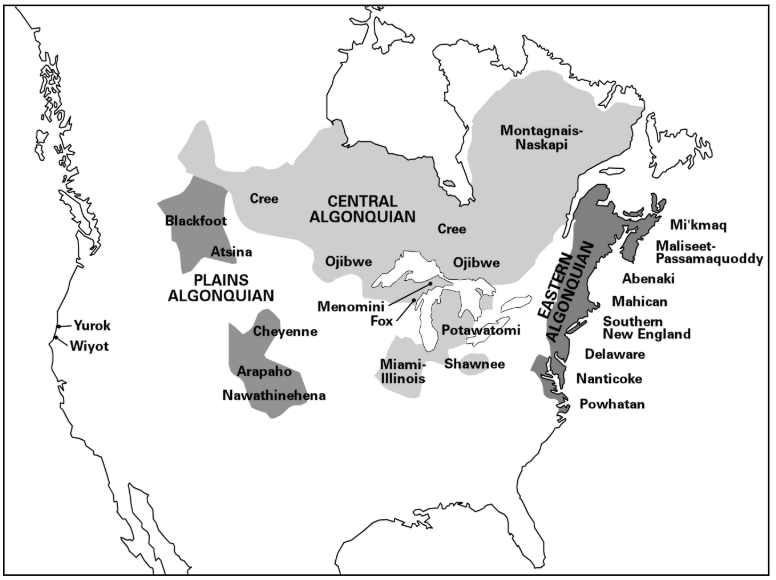 Montagnais-
Naskapi
Cree
CENTRAL
ALGONQUIAN
Cree
Blackfoot
Atsina
Ojibwe
Ojibwe
PLAINS
ALGONQUIAN
EASTERN
ALGONQUIAN
Mi'kmaq
Maliseet-
Passamaquoddy
Abenaki
Mahican
Southern
New England
Delaware
Nanticoke
Powhatan
Menomini
Fox
Yurok
Wiyot
Cheyenne
Potawatomi
Arapaho
Miami-
Illinois
Shawnee
Nawathinehena